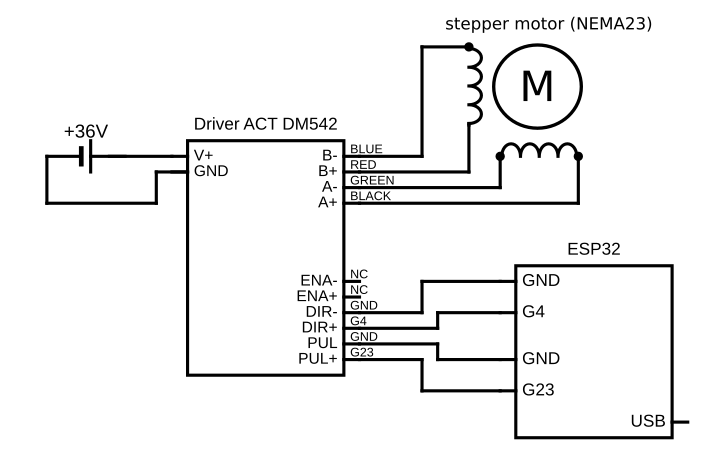 stepper motor (NEMA23)
M
Driver ACT DM542
+36V
V+
GND
B- BLUE
B+ RED
A- GREEN
A+ BLACK
ENA- NC
ENA+ NC
DIR- GND
DIR+ G4
PUL GND
PUL+ G23
ESP32
GND
G4
GND
G23
USB